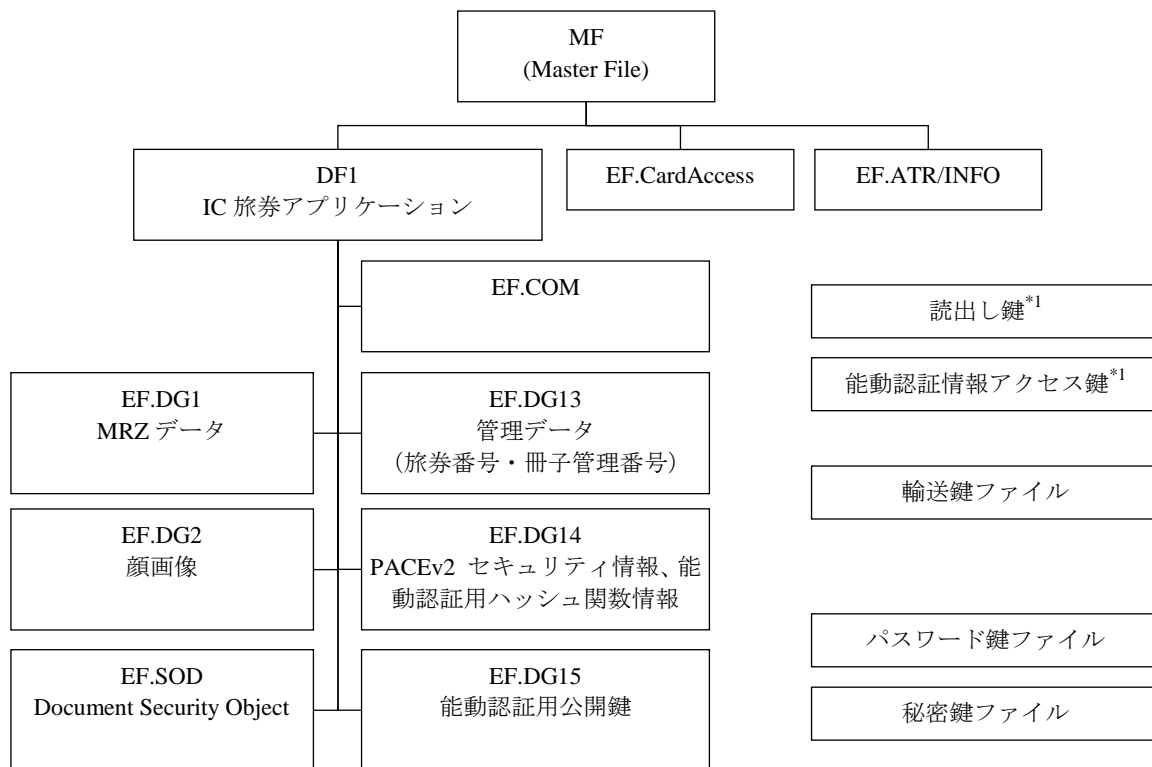 MF
(Master File)
DF1
IC 旅券アプリケーション
EF.CardAccess
EF.ATR/INFO
EF.COM
読出し鍵*1
能動認証情報アクセス鍵*1
EF.DG1
MRZ データ
EF.DG13
管理データ
（旅券番号・冊子管理番号）
輸送鍵ファイル
EF.DG2
顔画像
EF.DG14
PACEv2 セキュリティ情報、能
動認証用ハッシュ関数情報
パスワード鍵ファイル
EF.SOD
Document Security Object
EF.DG15
能動認証用公開鍵
秘密鍵ファイル